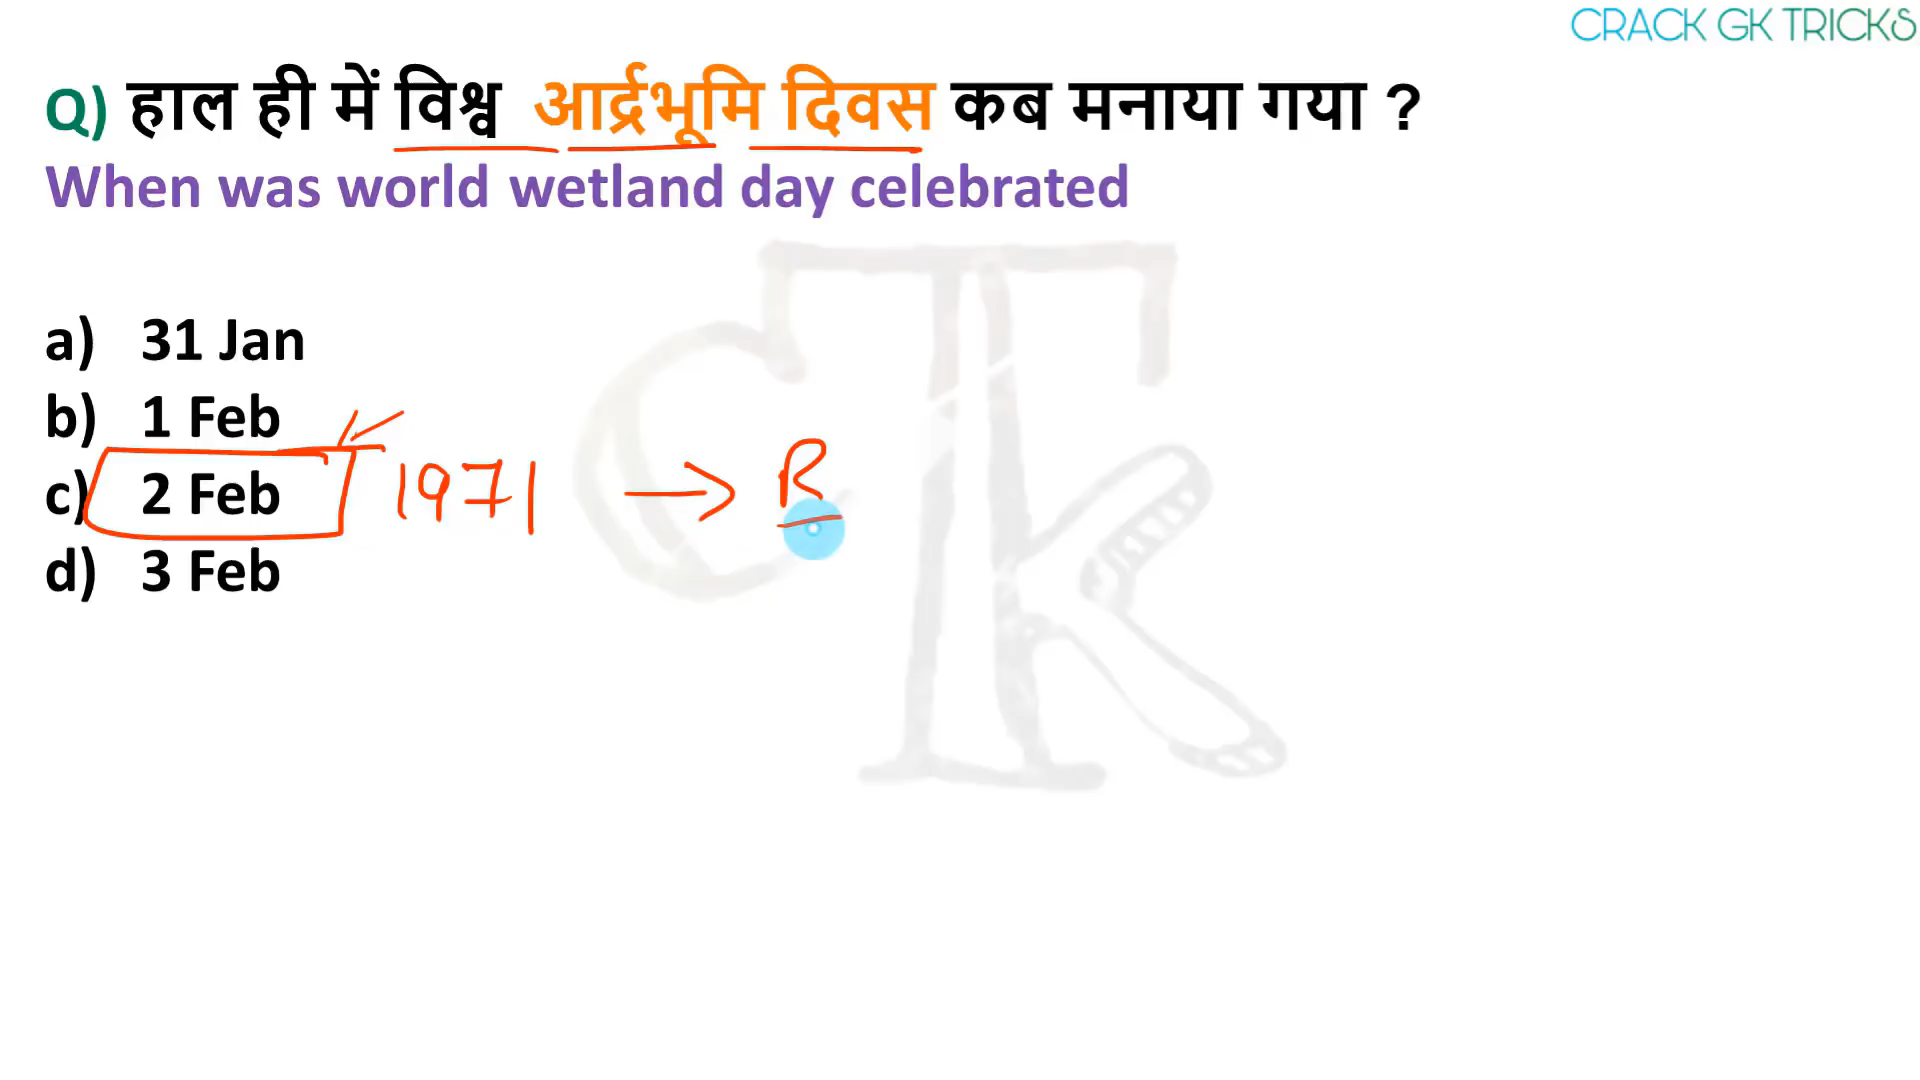 CRACK GK TRICKS
Q) हाल ही में विश्व आर्द्रभूमि दिवस कब मनाया गया ?
When was world wetland day celebrated
a) 31 Jan
b) 1 Feb
c) 2 Feb 1971 → R
d) 3 Feb